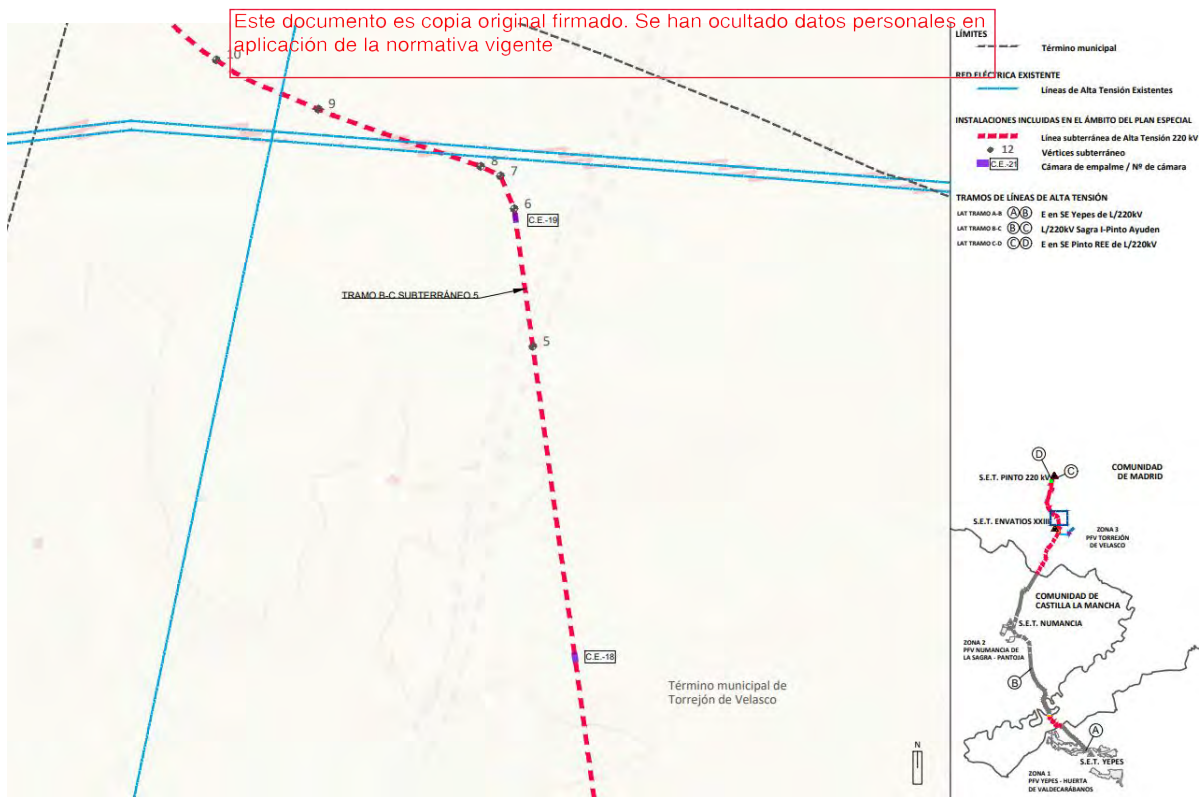 Este documento es copia original firmado. Se han ocultado datos personales en
aplicación de la normativa vigente
10
9
8
7
6
C.E.-19
TRAMO B-C SUBTERRÁNEO 5
5
C.E.-18
Término municipal de
Torrejón de Velasco
N
LÍMITES
Término municipal
RED ELÉCTRICA EXISTENTE
Líneas de Alta Tensión Existentes
INSTALACIONES INCLUIDAS EN EL ÁMBITO DEL PLAN ESPECIAL
Línea subterránea de Alta Tensión 220 kV
12 Vértices subterráneo
C.E.-21 Cámara de empalme / Nº de cámara
TRAMOS DE LÍNEAS DE ALTA TENSIÓN
LAT TRAMO A-B A B E en SE Yepes de L/220kV
LAT TRAMO B-C B C L/220kV Sagra I-Pinto Ayuden
LAT TRAMO C-D C D E en SE Pinto REE de L/220kV
D
C
S.E.T. PINTO 220 kV
COMUNIDAD
DE MADRID
S.E.T. ENVATIOS XXIII
ZONA 3
PFV TORREJÓN
DE VELASCO
COMUNIDAD DE
CASTILLA LA MANCHA
S.E.T. NUMANCIA
ZONA 2
PFV NUMANCIA DE
LA SAGRA - PANTOJA
B
A
S.E.T. YEPES
ZONA 1
PFV YEPES - HUERTA
DE VALDECARÁBANOS